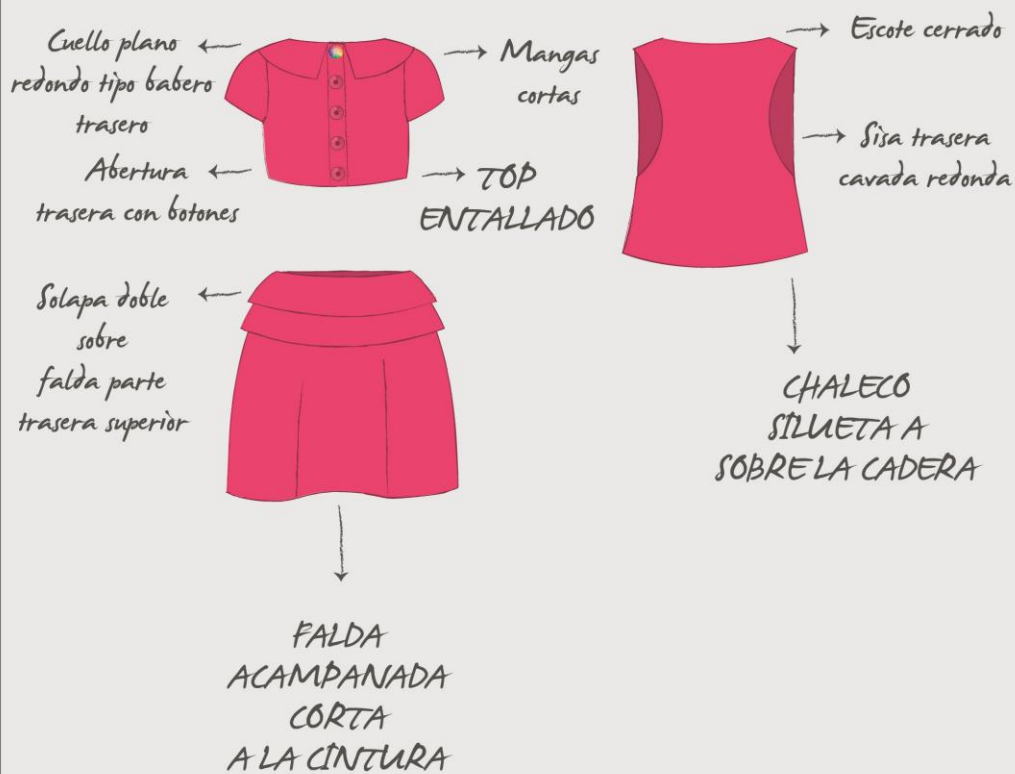 Cuello plano
redondo tipo babero
trasero
Mangas
cortas
Abertura
trasera con botones
TOP
ENTALLADO
Escote cerrado
Sisa trasera
cavada redonda
Solapa doble
sobre
falda parte
trasera superior
CHALECO
SILUETA A
SOBRE LA CADERA
FALDA
ACAMPANADA
CORTA
A LA CINTURA